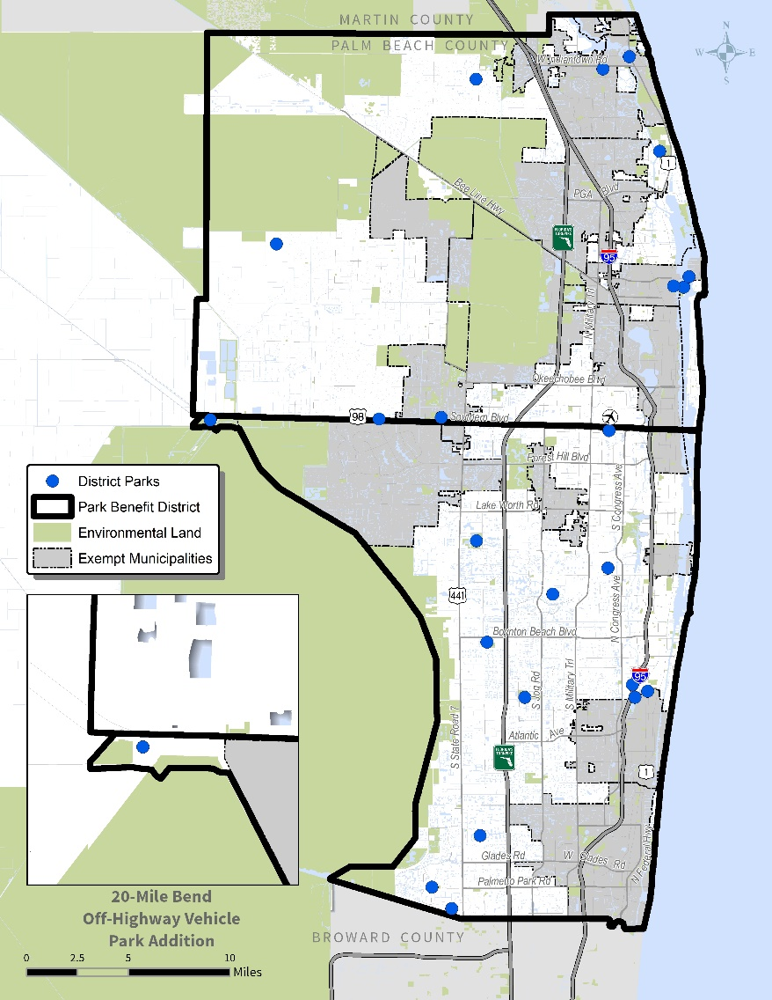 MARTIN COUNTY
PALM BEACH COUNTY
N
W E
S
W Indiantown Rd
1
PGA Blvd
Bee Line Hwy
FLORIDA'S
TURNPIKE
95
N Military Trl
Okeechobee Blvd
98
Southern Blvd
Forest Hill Blvd
S Congress Ave
Lake Worth Rd
District Parks
Park Benefit District
Environmental Land
Exempt Municipalities
441
N Congress Ave
Boynton Beach Blvd
95
S Jog Rd
S Military Trl
S State Road 7
Atlantic Ave
FLORIDA'S
TURNPIKE
1
N Federal Hwy
Glades Rd
W Glades Rd
Palmetto Park Rd
20-Mile Bend
Off-Highway Vehicle
Park Addition
BROWARD COUNTY
0 2.5 5 10
Miles